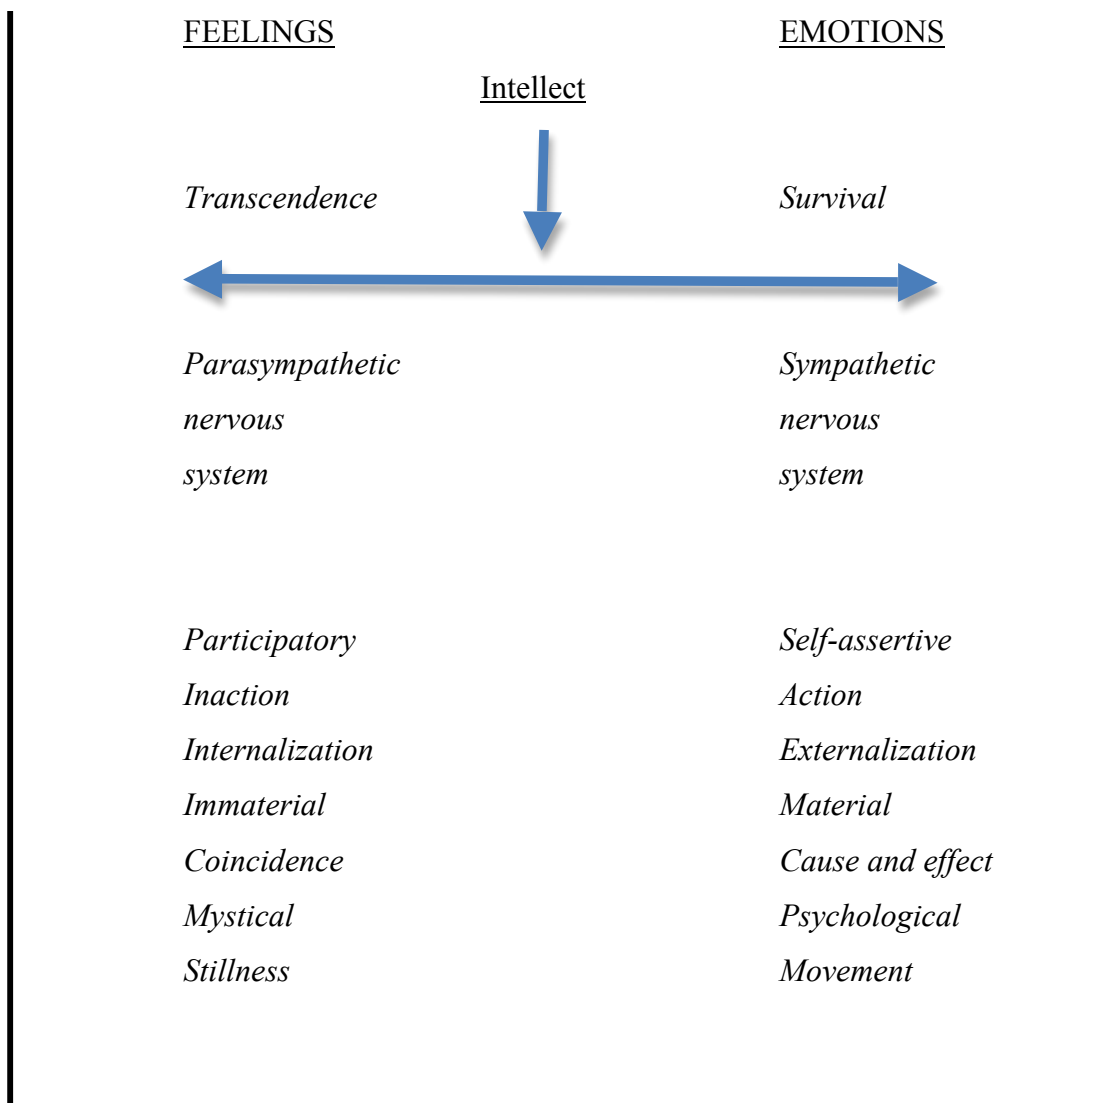 FEELINGS EMOTIONS
Intellect
Transcendence Survival
Parasympathetic Sympathetic
nervous nervous
system system
Participatory Self-assertive
Inaction Action
Internalization Externalization
Immaterial Material
Coincidence Cause and effect
Mystical Psychological
Stillness Movement